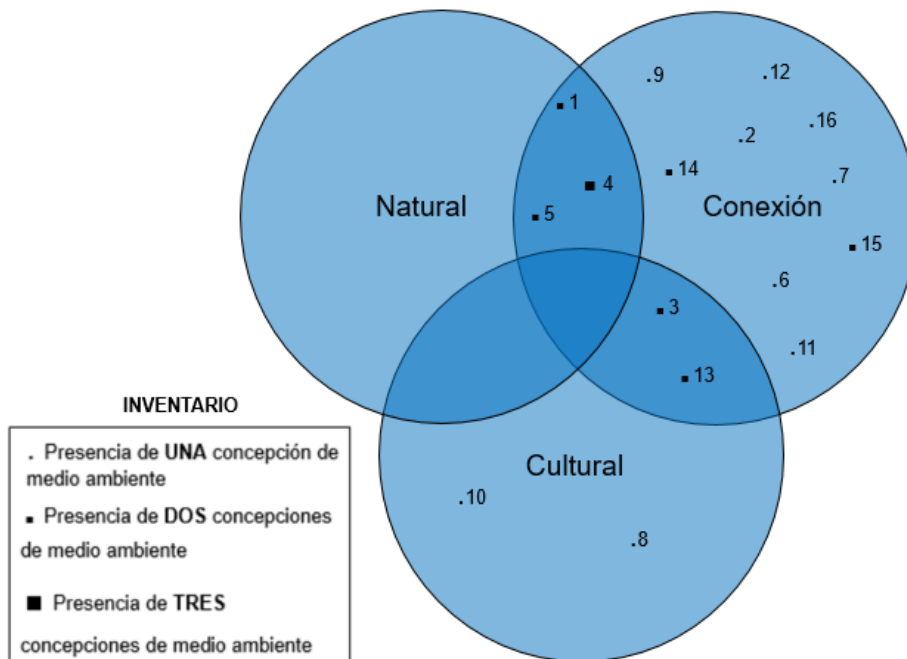 .9
.12
1
.16
.2
14
4
.7
Natural
5
Conexión
15
.6
3
.11
13
INVENTARIO
. Presencia de UNA concepción de
medio ambiente
▪ Presencia de DOS concepciones
de medio ambiente
■ Presencia de TRES
concepciones de medio ambiente
Cultural
.10
.8